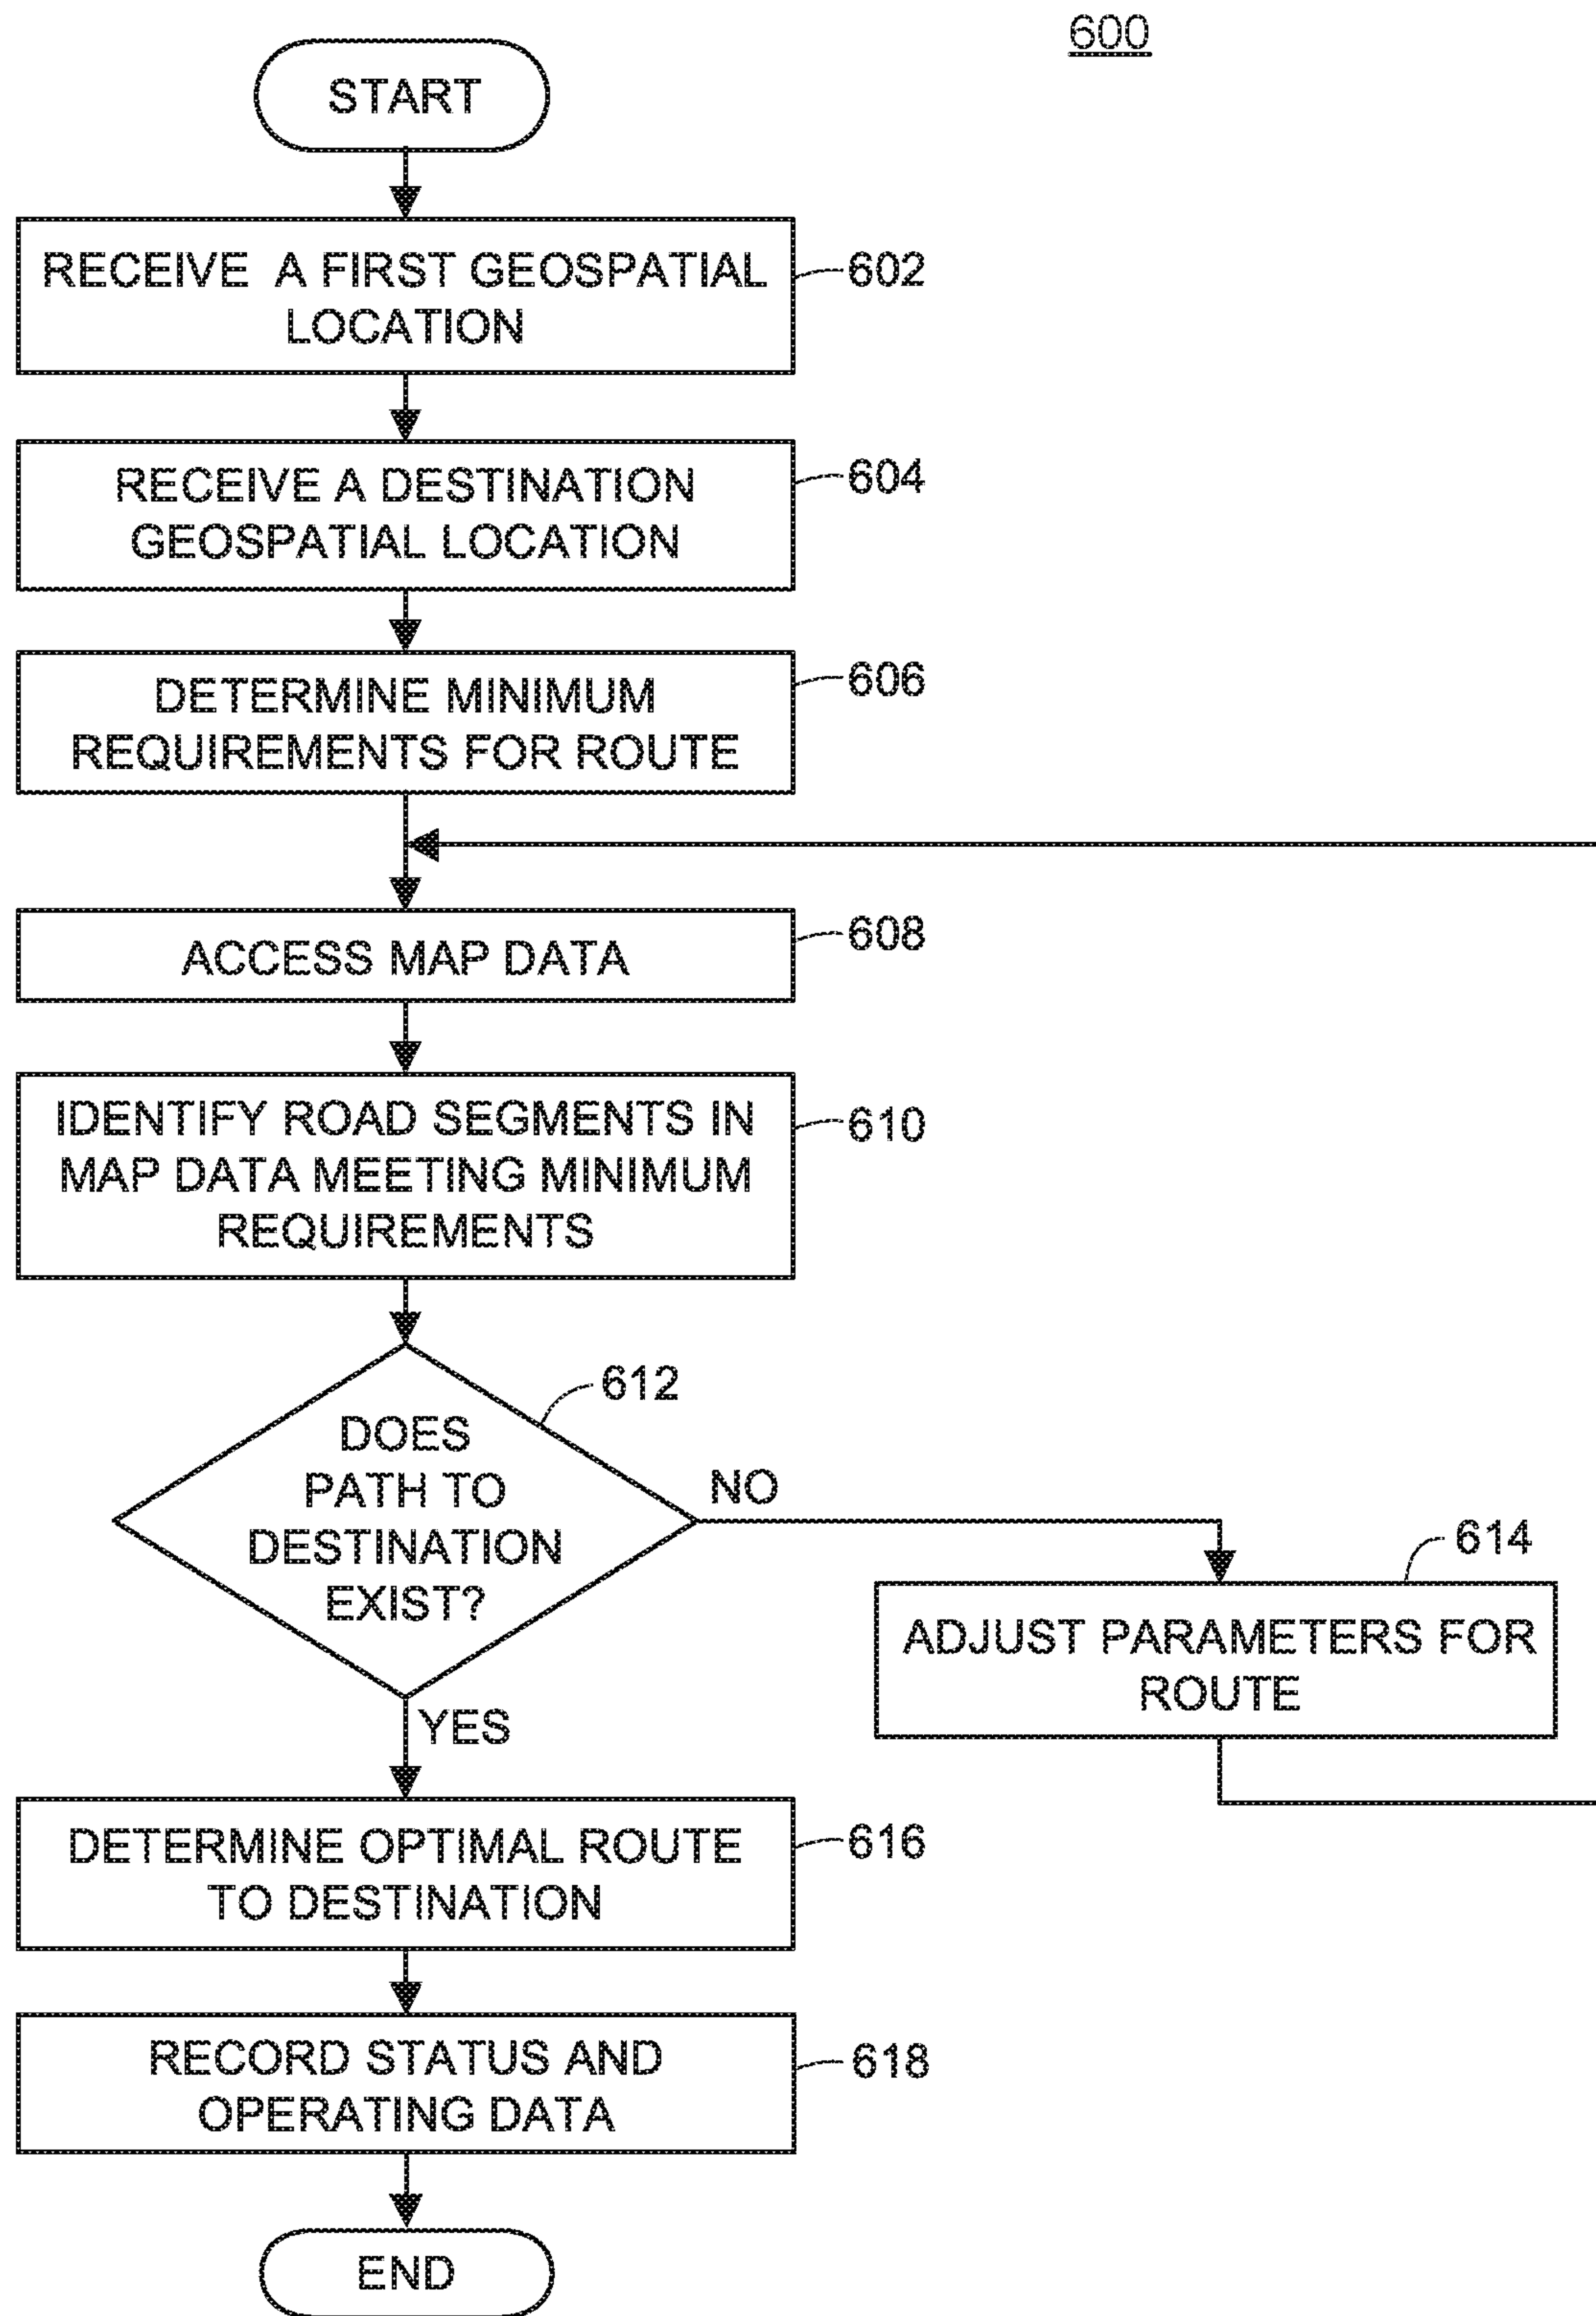 600
START
RECEIVE A FIRST GEOSPATIAL
LOCATION
602
RECEIVE A DESTINATION
GEOSPATIAL LOCATION
604
DETERMINE MINIMUM
REQUIREMENTS FOR ROUTE
606
ACCESS MAP DATA
608
IDENTIFY ROAD SEGMENTS IN
MAP DATA MEETING MINIMUM
REQUIREMENTS
610
612
DOES
PATH TO
DESTINATION
EXIST?
NO
614
ADJUST PARAMETERS FOR
ROUTE
YES
DETERMINE OPTIMAL ROUTE
TO DESTINATION
616
RECORD STATUS AND
OPERATING DATA
618
END